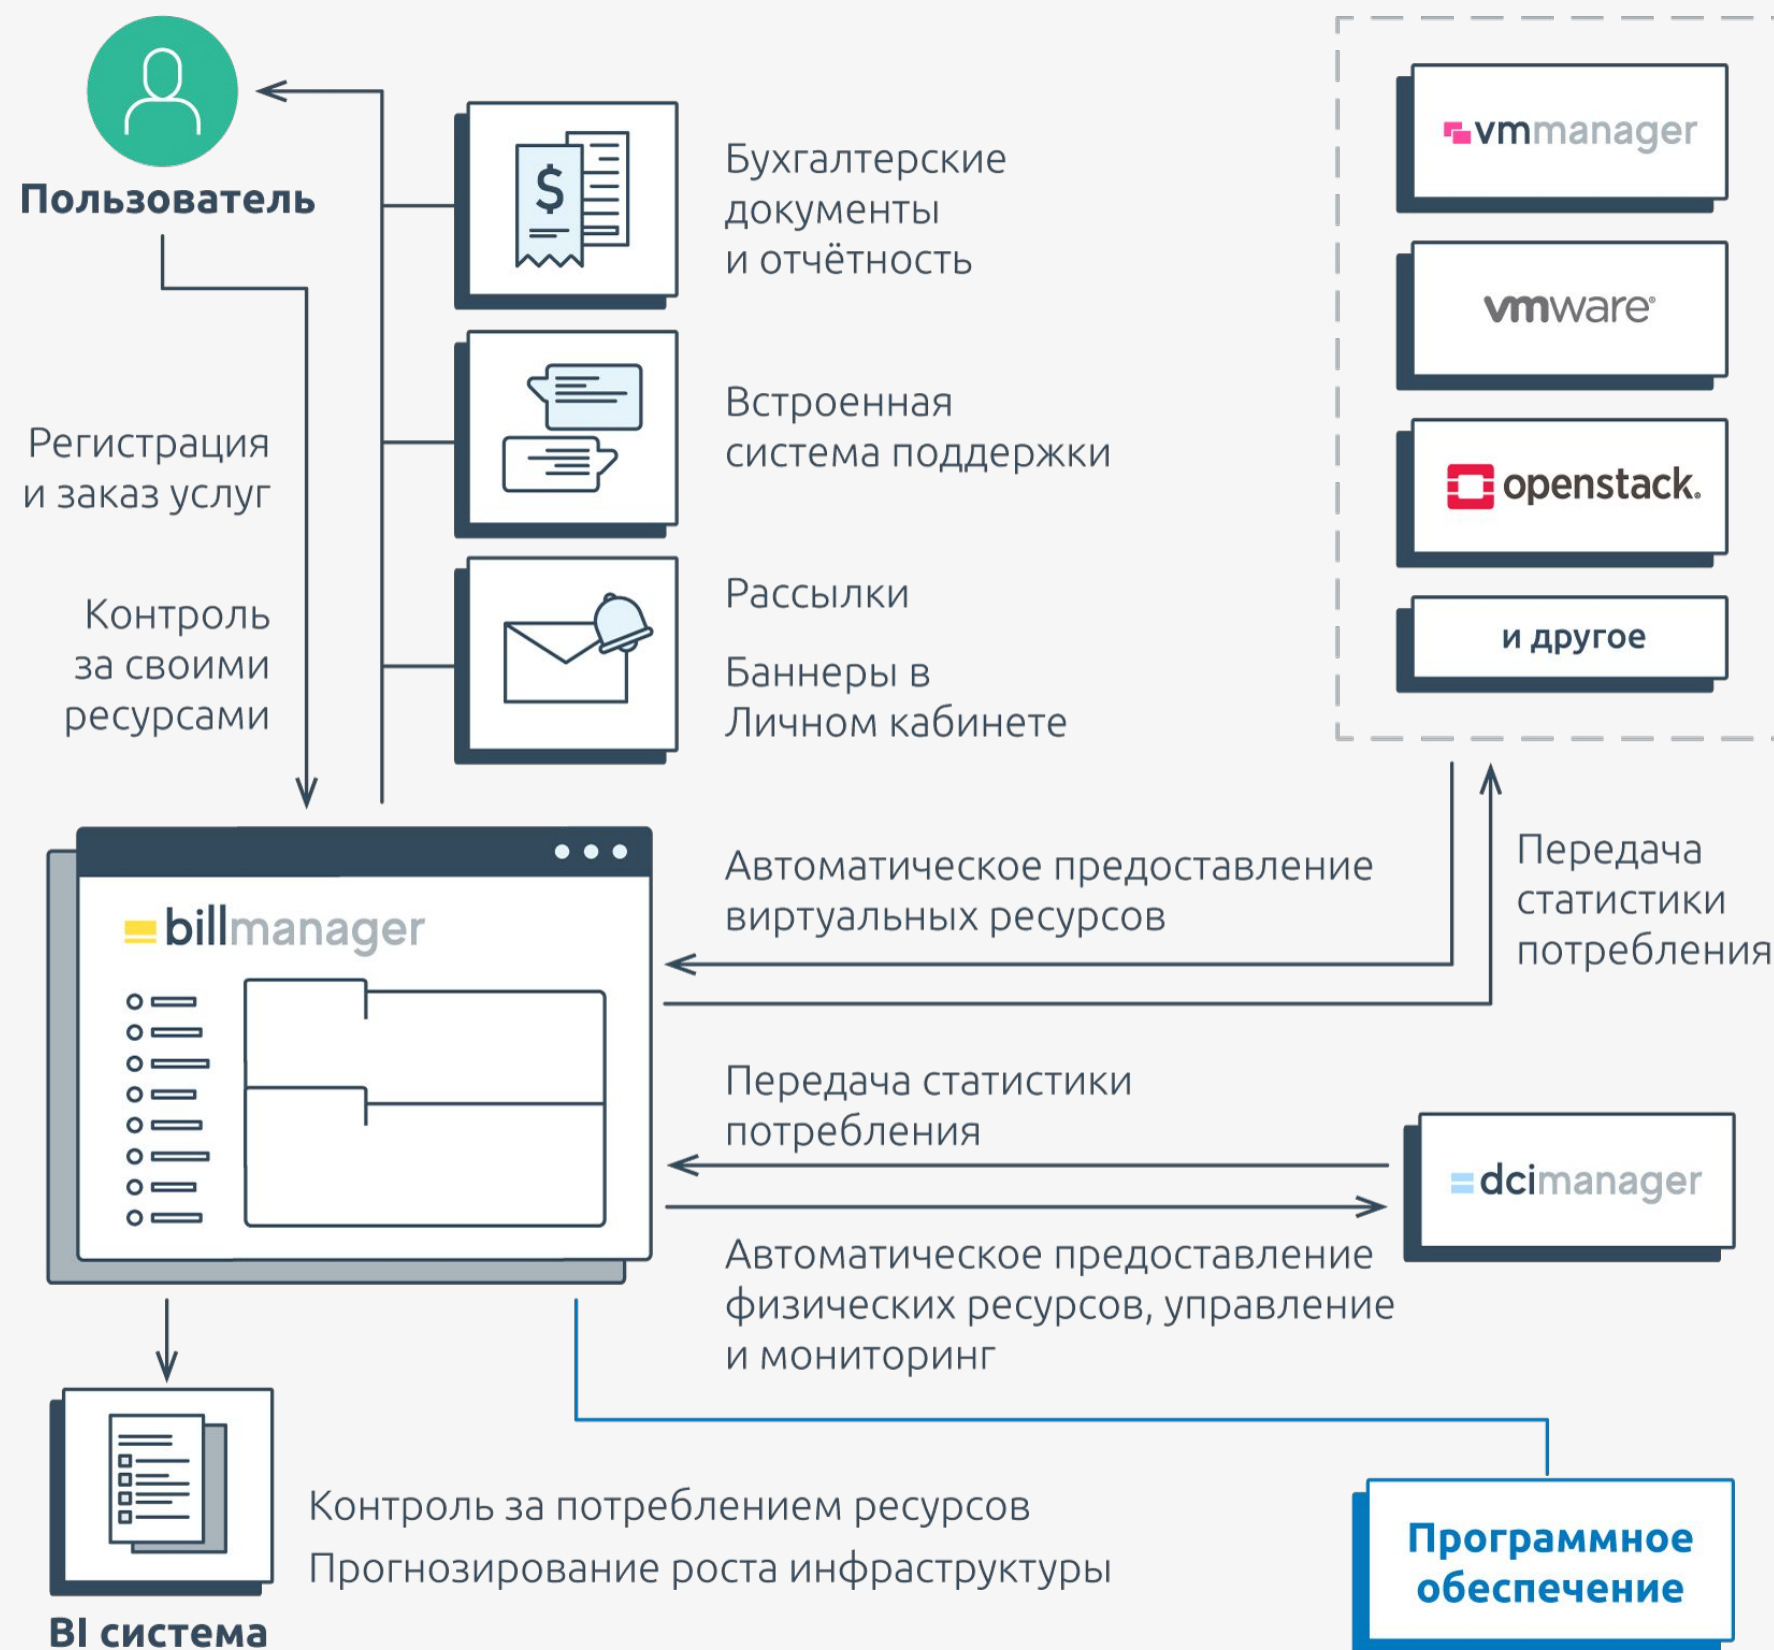 Пользователь
Регистрация
и заказ услуг
Контроль
за своими
ресурсами
$
Бухгалтерские
документы
и отчётность
Встроенная
система поддержки
Рассылки
Баннеры в
Личном кабинете
vmmanager
vmware®
openstack.
и другое
billmanager
Автоматическое предоставление
виртуальных ресурсов
Передача
статистики
потребления
Передача статистики
потребления
dcimanager
Автоматическое предоставление
физических ресурсов, управление
и мониторинг
Контроль за потреблением ресурсов
Прогнозирование роста инфраструктуры
BI система
Программное
обеспечение